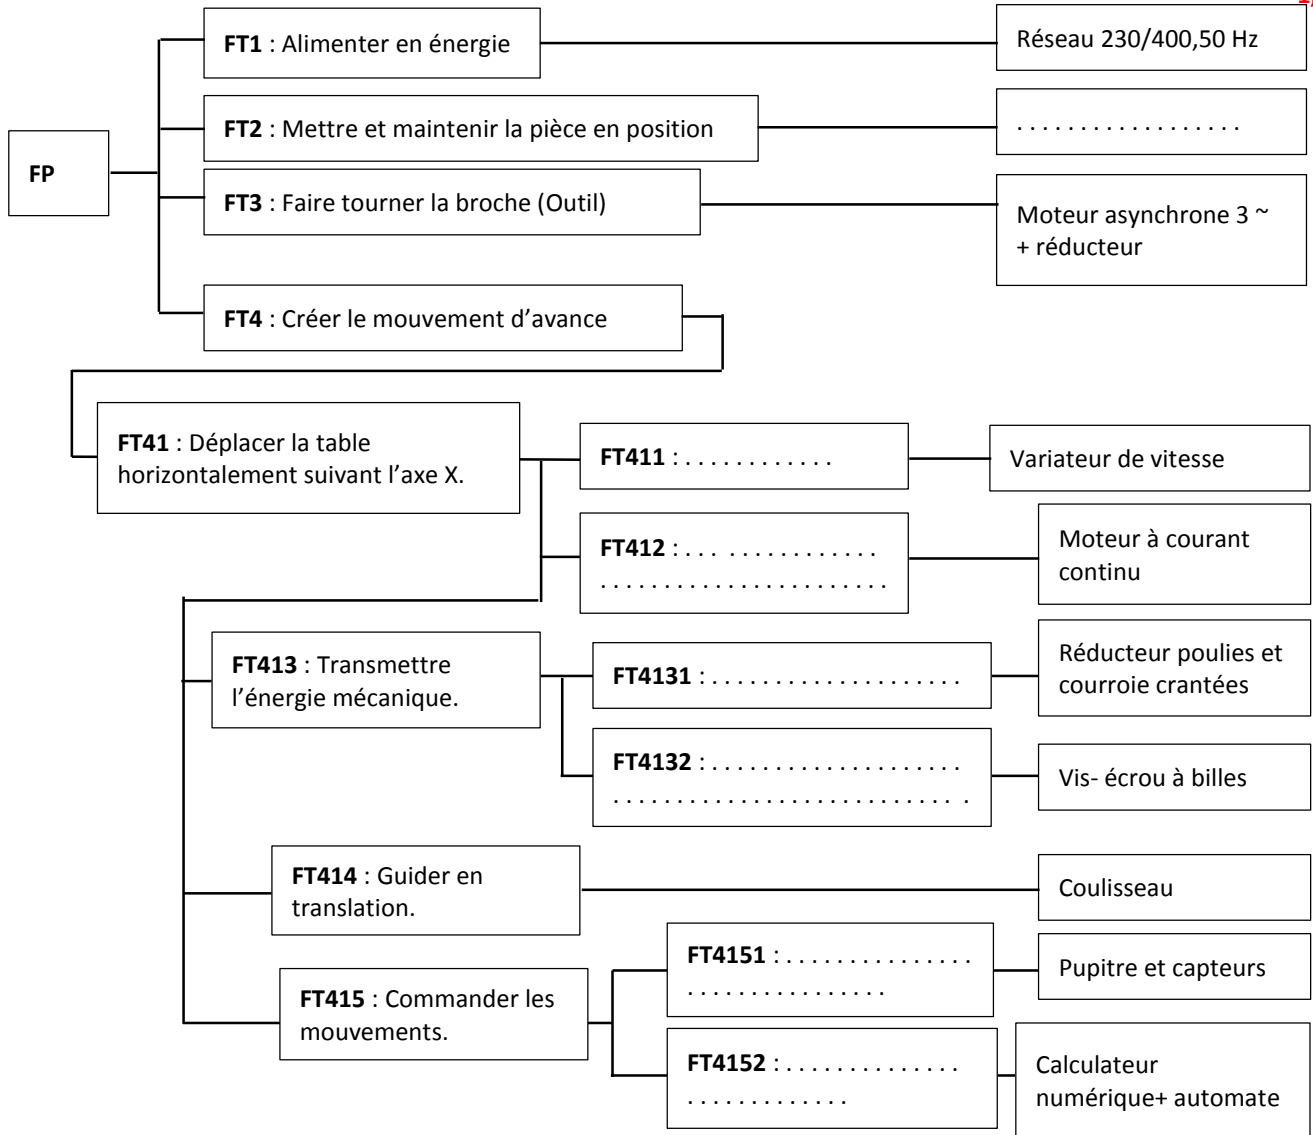 FT1 : Alimenter en énergie
Réseau 230/400,50 Hz
FT2 : Mettre et maintenir la pièce en position
. . . . . . . . . . . . . . . . . .
FP
FT3 : Faire tourner la broche (Outil)
Moteur asynchrone 3 ~
+ réducteur
FT4 : Créer le mouvement d’avance
FT41 : Déplacer la table
horizontalement suivant l’axe X.
FT411 : . . . . . . . . . . . .
Variateur de vitesse
FT412 : . . . . . . . . . . . . . . . .
. . . . . . . . . . . . . . . . . . . . . . .
Moteur à courant
continu
FT413 : Transmettre
l’énergie mécanique.
FT4131 : . . . . . . . . . . . . . . . . . . . .
Réducteur poulies et
courroie crantées
FT4132 : . . . . . . . . . . . . . . . . . . . .
. . . . . . . . . . . . . . . . . . . . . . . . . . . . .
Vis- écrou à billes
FT414 : Guider en
translation.
Coulisseau
FT415 : Commander les
mouvements.
FT4151 : . . . . . . . . . . . . . . .
. . . . . . . . . . . . . . . .
Pupitre et capteurs
FT4152 : . . . . . . . . . . . . . .
. . . . . . . . . . . . .
Calculateur
numérique+ automate